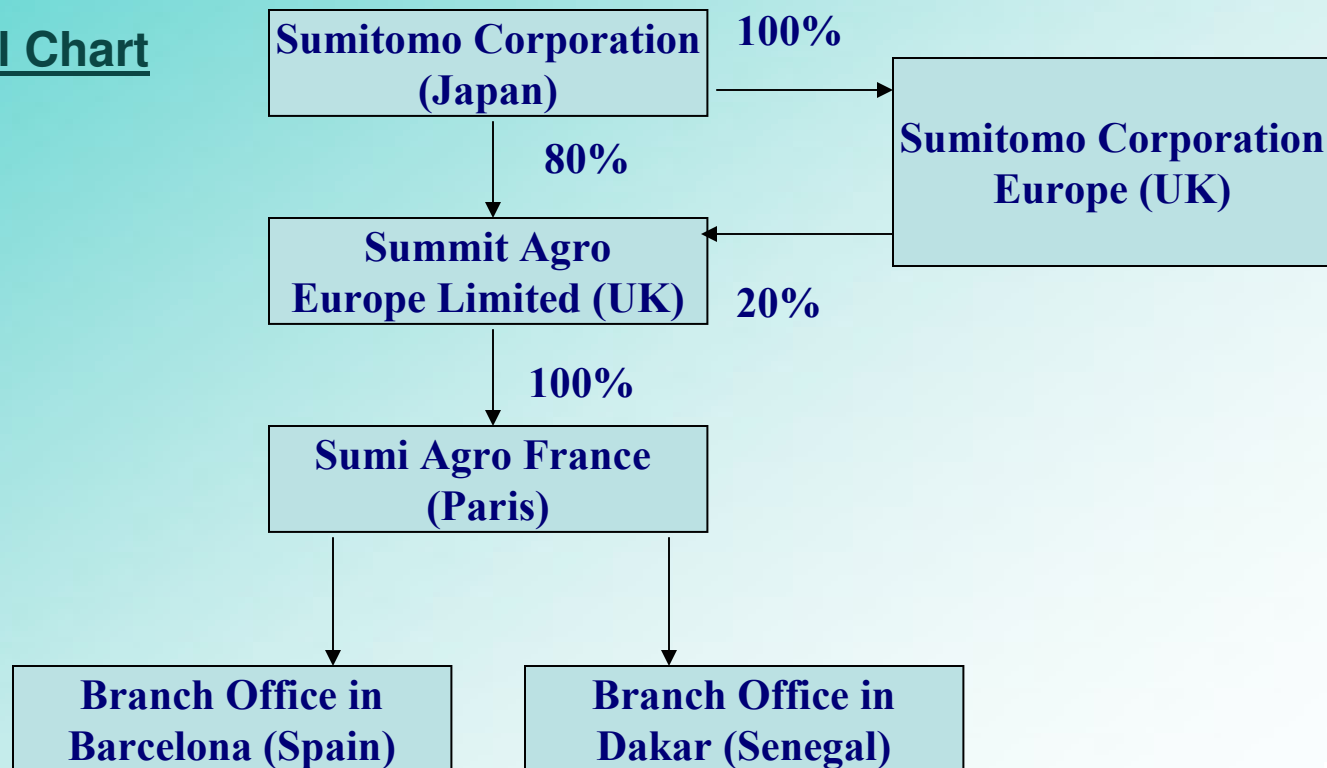 l Chart
Sumitomo Corporation
(Japan)
100%
Sumitomo Corporation
Europe (UK)
80%
Summit Agro
Europe Limited (UK)
20%
100%
Sumi Agro France
(Paris)
Branch Office in
Barcelona (Spain)
Branch Office in
Dakar (Senegal)